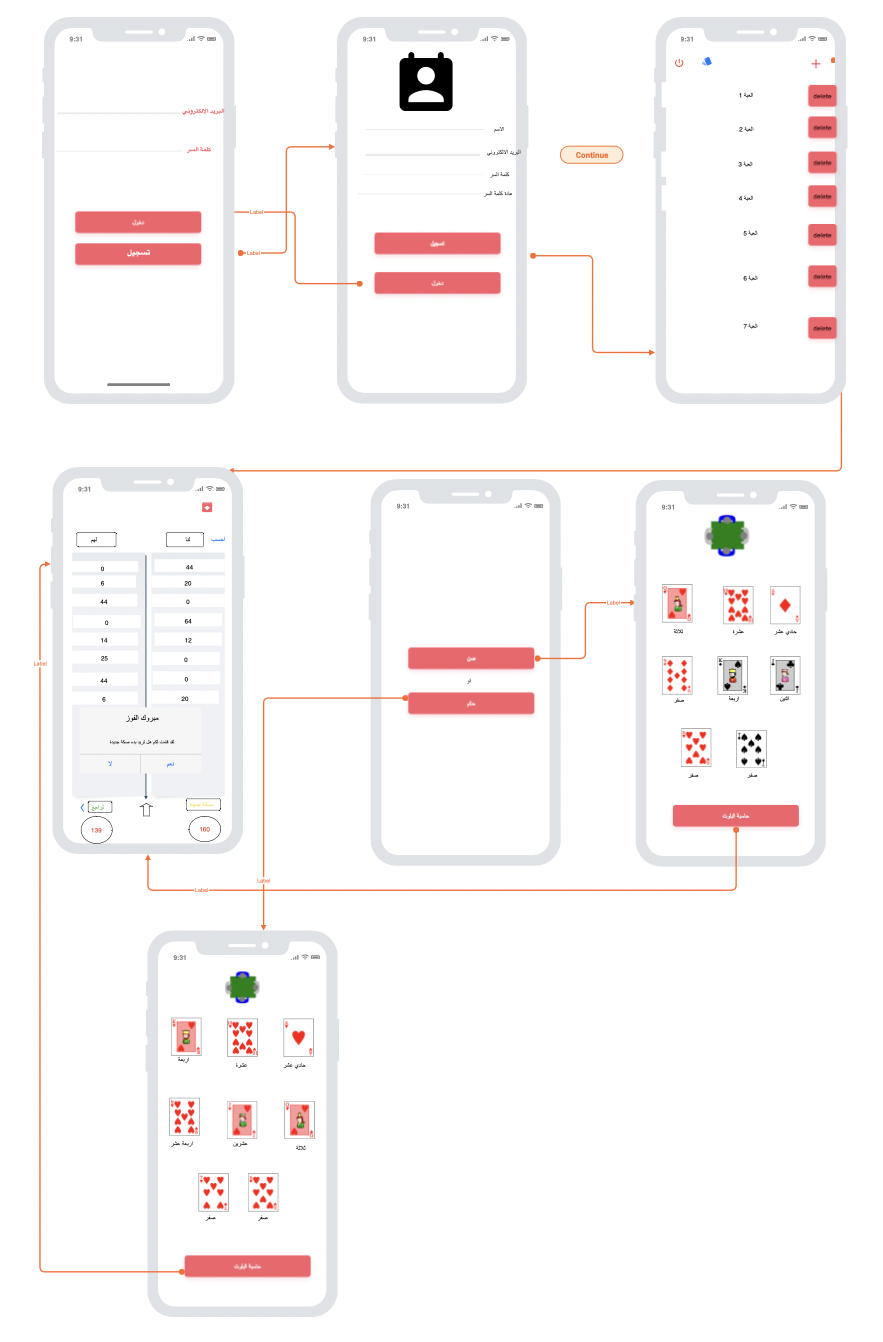 9:31
البريد الالكتروني
كلمة السر
دخول
تسجيل
Label
Label
9:31
الاسم
البريد الالكتروني
كلمة السر
عادة كلمة السر
تسجيل
دخول
Continue
9:31
العبة 1
delete
العبة 2
delete
العبة 3
delete
العبة 4
delete
العبة 5
delete
العبة 6
delete
العبة 7
delete
Label
9:31
لهم
لنا
احسب
0
44
6
20
44
0
0
64
14
12
25
0
44
0
6
20
مبروك الفوز
هل تريد بدء صكة جديدة
لا
نعم
تراجع
صكة جديدة
139
160
9:31
صن
او
حكم
Label
Label
Label
9:31
ثلاثة
عشرة
حادي عشر
صفر
اربعة
اثنين
صفر
صفر
حاسبة البلوت
9:31
اربعة
عشرة
حادي عشر
اربعة عشر
عشرين
ثلاثة
صفر
صفر
حاسبة البلوت